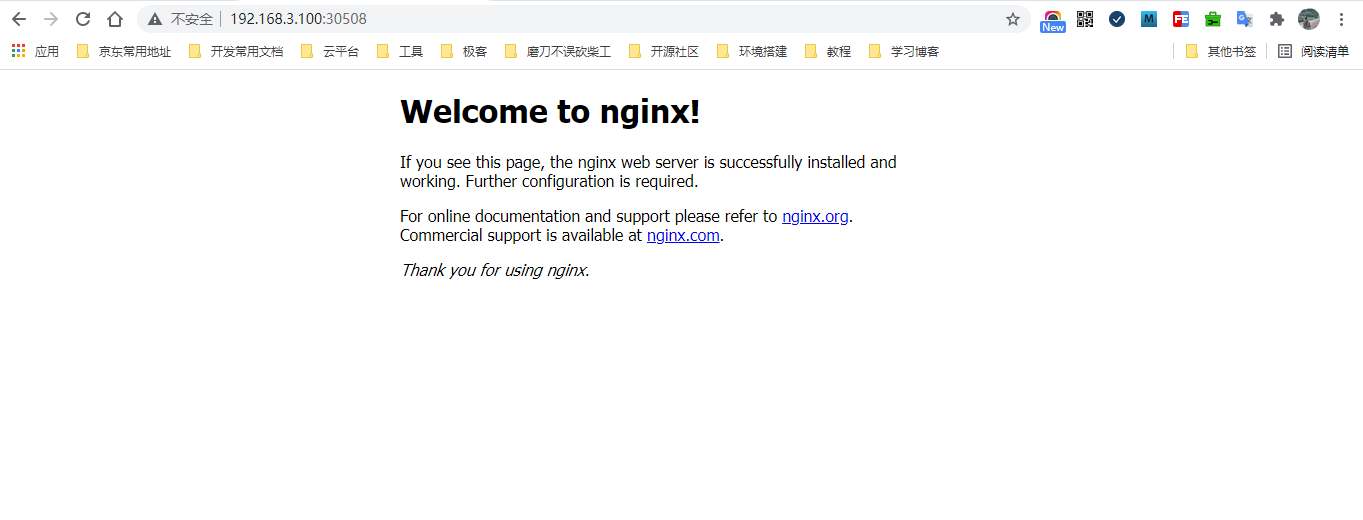 不安全 192.168.3.100:30508
New M FE
应用 京东常用地址 开发常用文档 云平台 工具 极客 磨刀不误砍柴工 开源社区 环境搭建 教程 学习博客 其他书签 阅读清单
Welcome to nginx!
If you see this page, the nginx web server is successfully installed and
working. Further configuration is required.
For online documentation and support please refer to nginx.org.
Commercial support is available at nginx.com.
Thank you for using nginx.